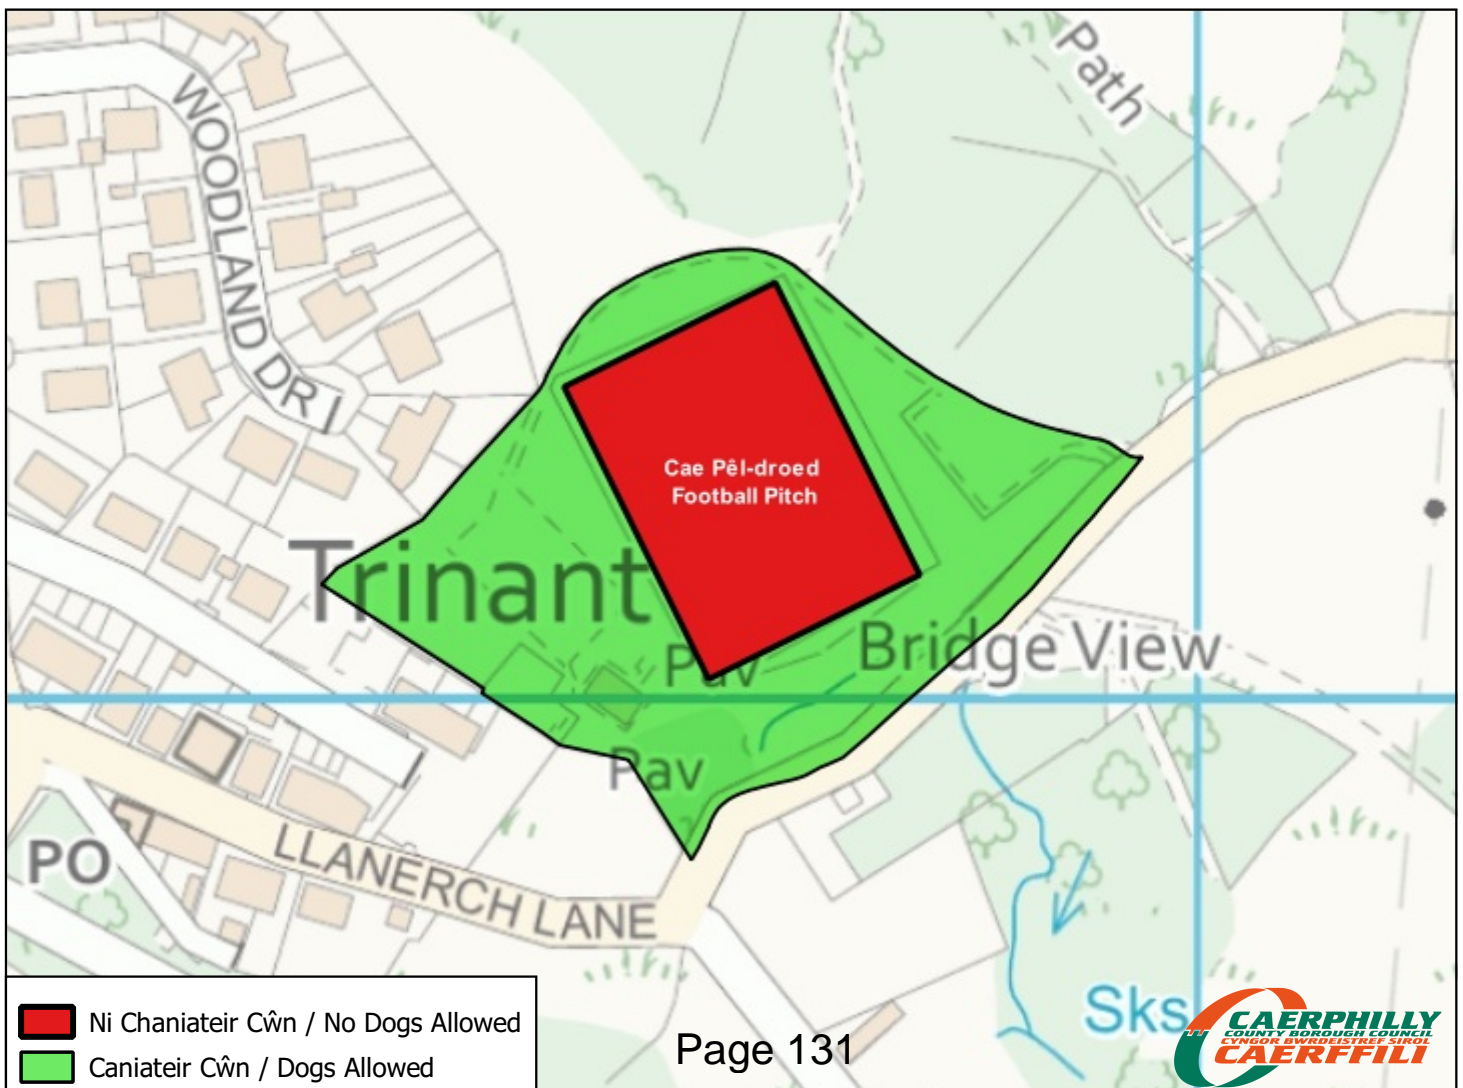 Path
WOODLAND DRI
Cae Pêl-droed
Football Pitch
Trinant
Pav
Bridge View
Pav
PO
LLANERCH LANE
Sks
Ni Chaniateir Cŵn / No Dogs Allowed
Caniateir Cŵn / Dogs Allowed
Page 131
CAERPHILLY
COUNTY BOROUGH COUNCIL
CYNGOR BWRDEISTREF SIROL
CAERFFILI